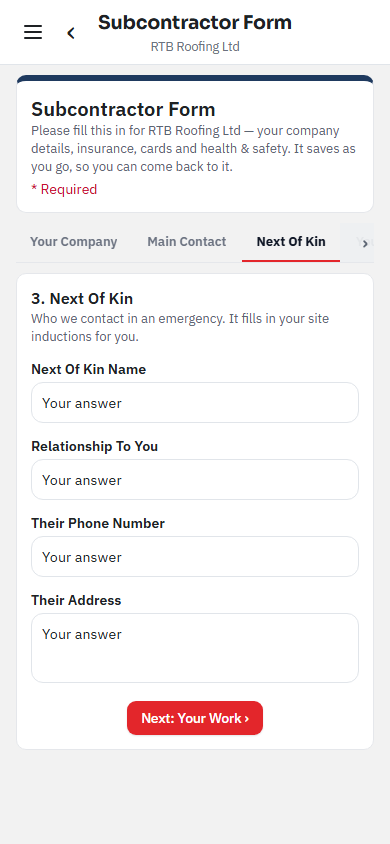 Subcontractor Form
RTB Roofing Ltd
Subcontractor Form
Please fill this in for RTB Roofing Ltd — your company
details, insurance, cards and health & safety. It saves as
you go, so you can come back to it.
* Required
Your Company
Main Contact
Next Of Kin
3. Next Of Kin
Who we contact in an emergency. It fills in your site
inductions for you.
Next Of Kin Name
Your answer
Relationship To You
Your answer
Their Phone Number
Your answer
Their Address
Your answer
Next: Your Work ›